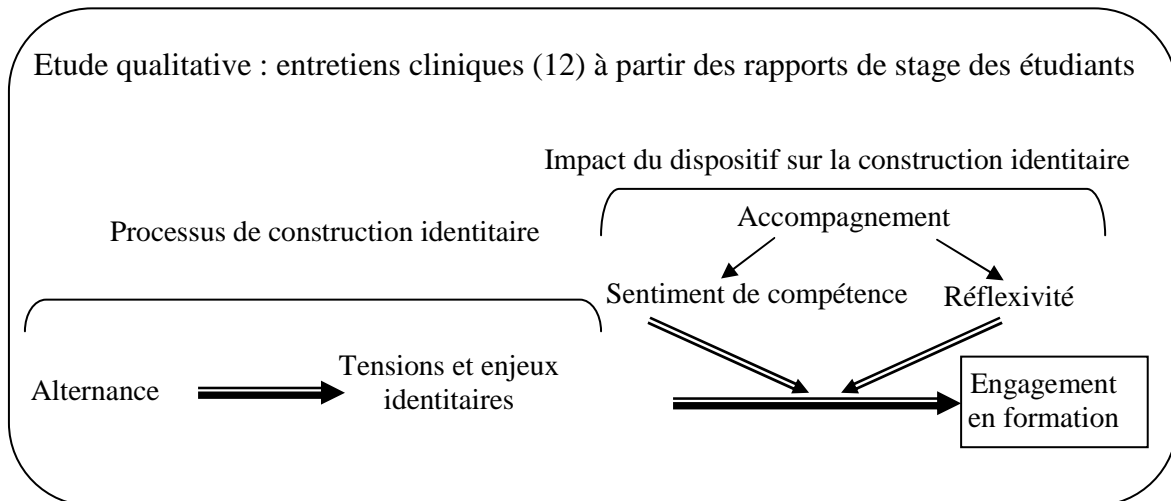 Etude qualitative : entretiens cliniques (12) à partir des rapports de stage des étudiants
Impact du dispositif sur la construction identitaire
Accompagnement
Processus de construction identitaire
Sentiment de compétence
Réflexivité
Alternance
Tensions et enjeux
identitaires
Engagement
en formation